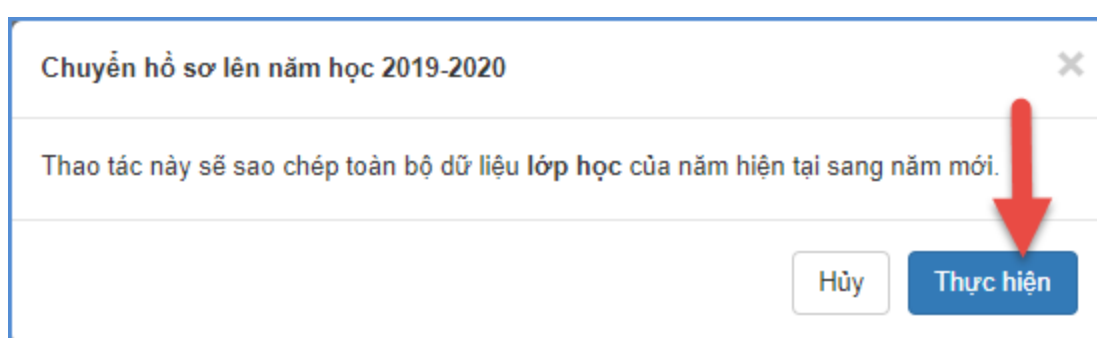 Chuyển hồ sơ lên năm học 2019-2020
Thao tác này sẽ sao chép toàn bộ dữ liệu lớp học của năm hiện tại sang năm mới.
Hủy
Thực hiện